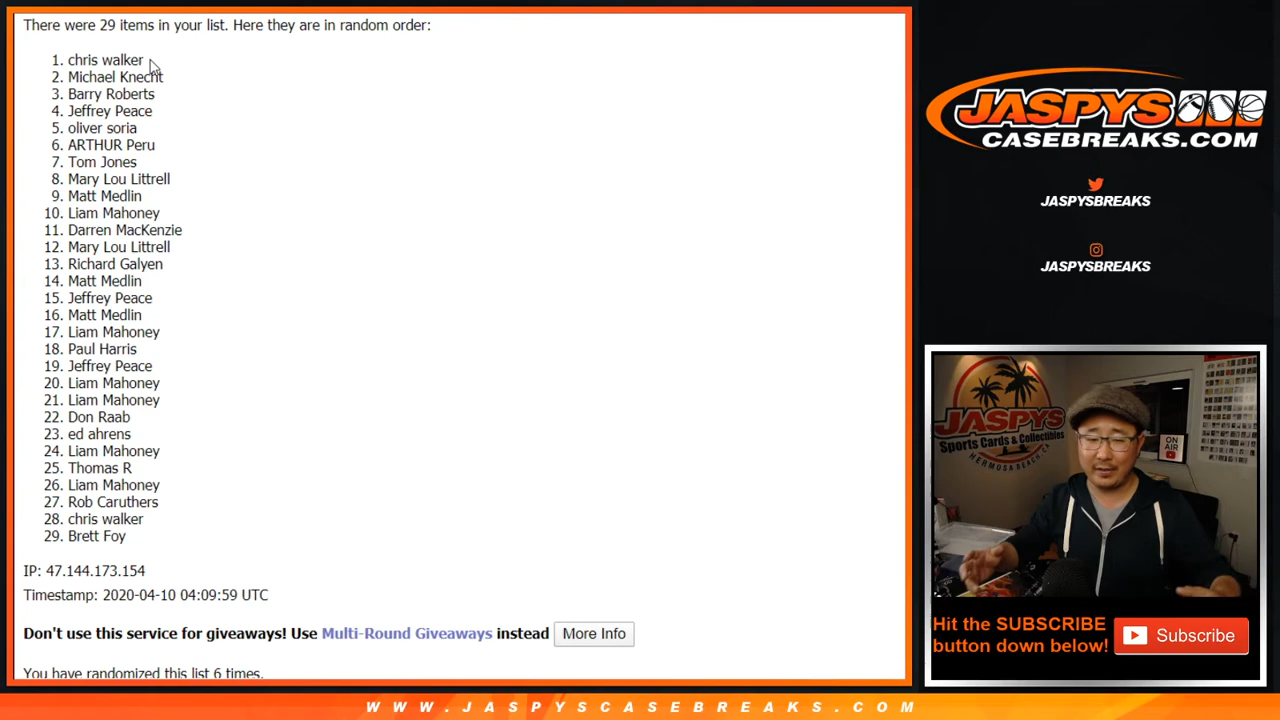 There were 29 items in your list. Here they are in random order:
1. chris walker
2. Michael Knecht
3. Barry Roberts
4. Jeffrey Peace
5. oliver soria
6. ARTHUR Peru
7. Tom Jones
8. Mary Lou Littrell
9. Matt Medlin
10. Liam Mahoney
11. Darren MacKenzie
12. Mary Lou Littrell
13. Richard Galyen
14. Matt Medlin
15. Jeffrey Peace
16. Matt Medlin
17. Liam Mahoney
18. Paul Harris
19. Jeffrey Peace
20. Liam Mahoney
21. Liam Mahoney
22. Don Raab
23. ed ahrens
24. Liam Mahoney
25. Thomas R
26. Liam Mahoney
27. Rob Caruthers
28. chris walker
29. Brett Foy
IP: 47.144.173.154
Timestamp: 2020-04-10 04:09:59 UTC
Don't use this service for giveaways! Use Multi-Round Giveaways instead More Info
You have randomized this list 6 times.
JASPYS
CASEBREAKS.COM
JASPYSBREAKS
JASPYSBREAKS
JASPYS
Sports Cards & Collectibles
HERMOSA BEACH, CA
ON
AIR
Hit the SUBSCRIBE
button down below!
Subscribe
WWW.JASPYSCASEBREAKS.COM